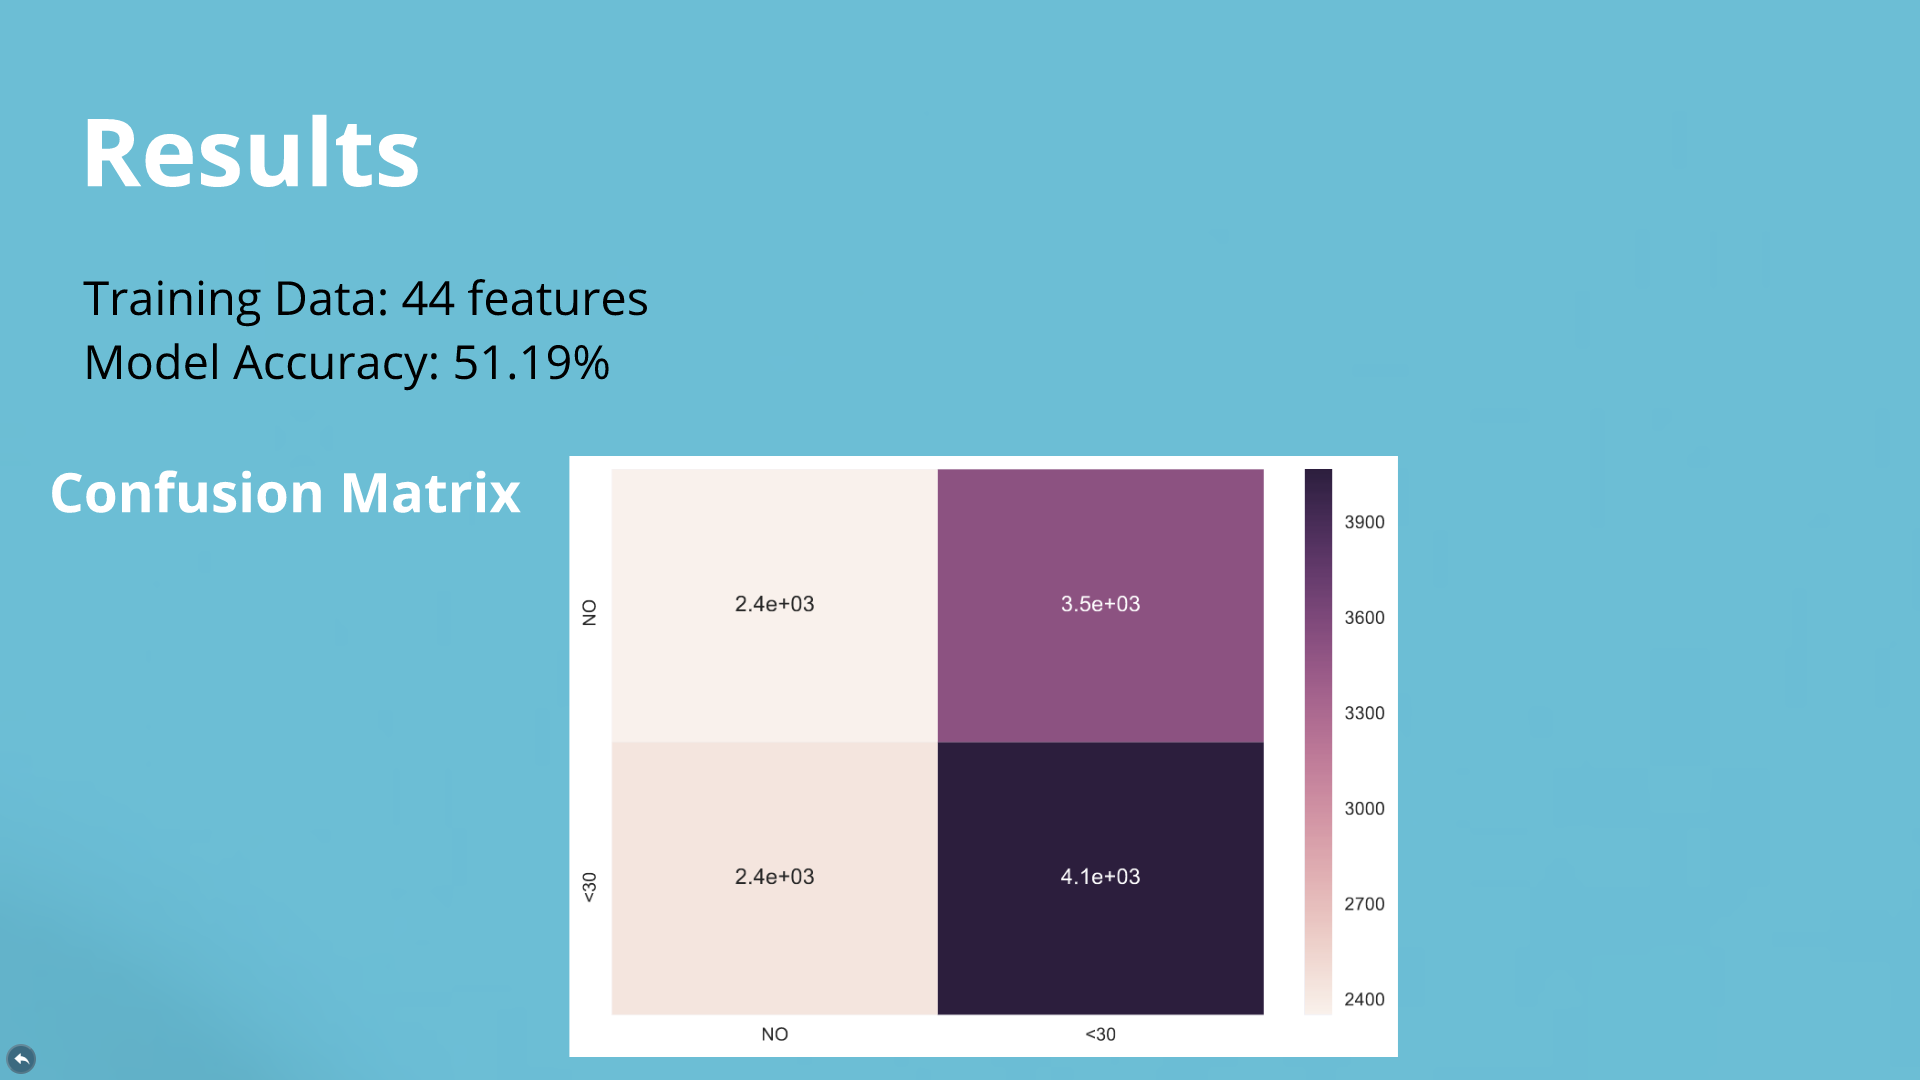 Results
Training Data: 44 features
Model Accuracy: 51.19%
Confusion Matrix
NO
2.4e+03
3.5e+03
<30
2.4e+03
4.1e+03
NO
<30
3900
3600
3300
3000
2700
2400